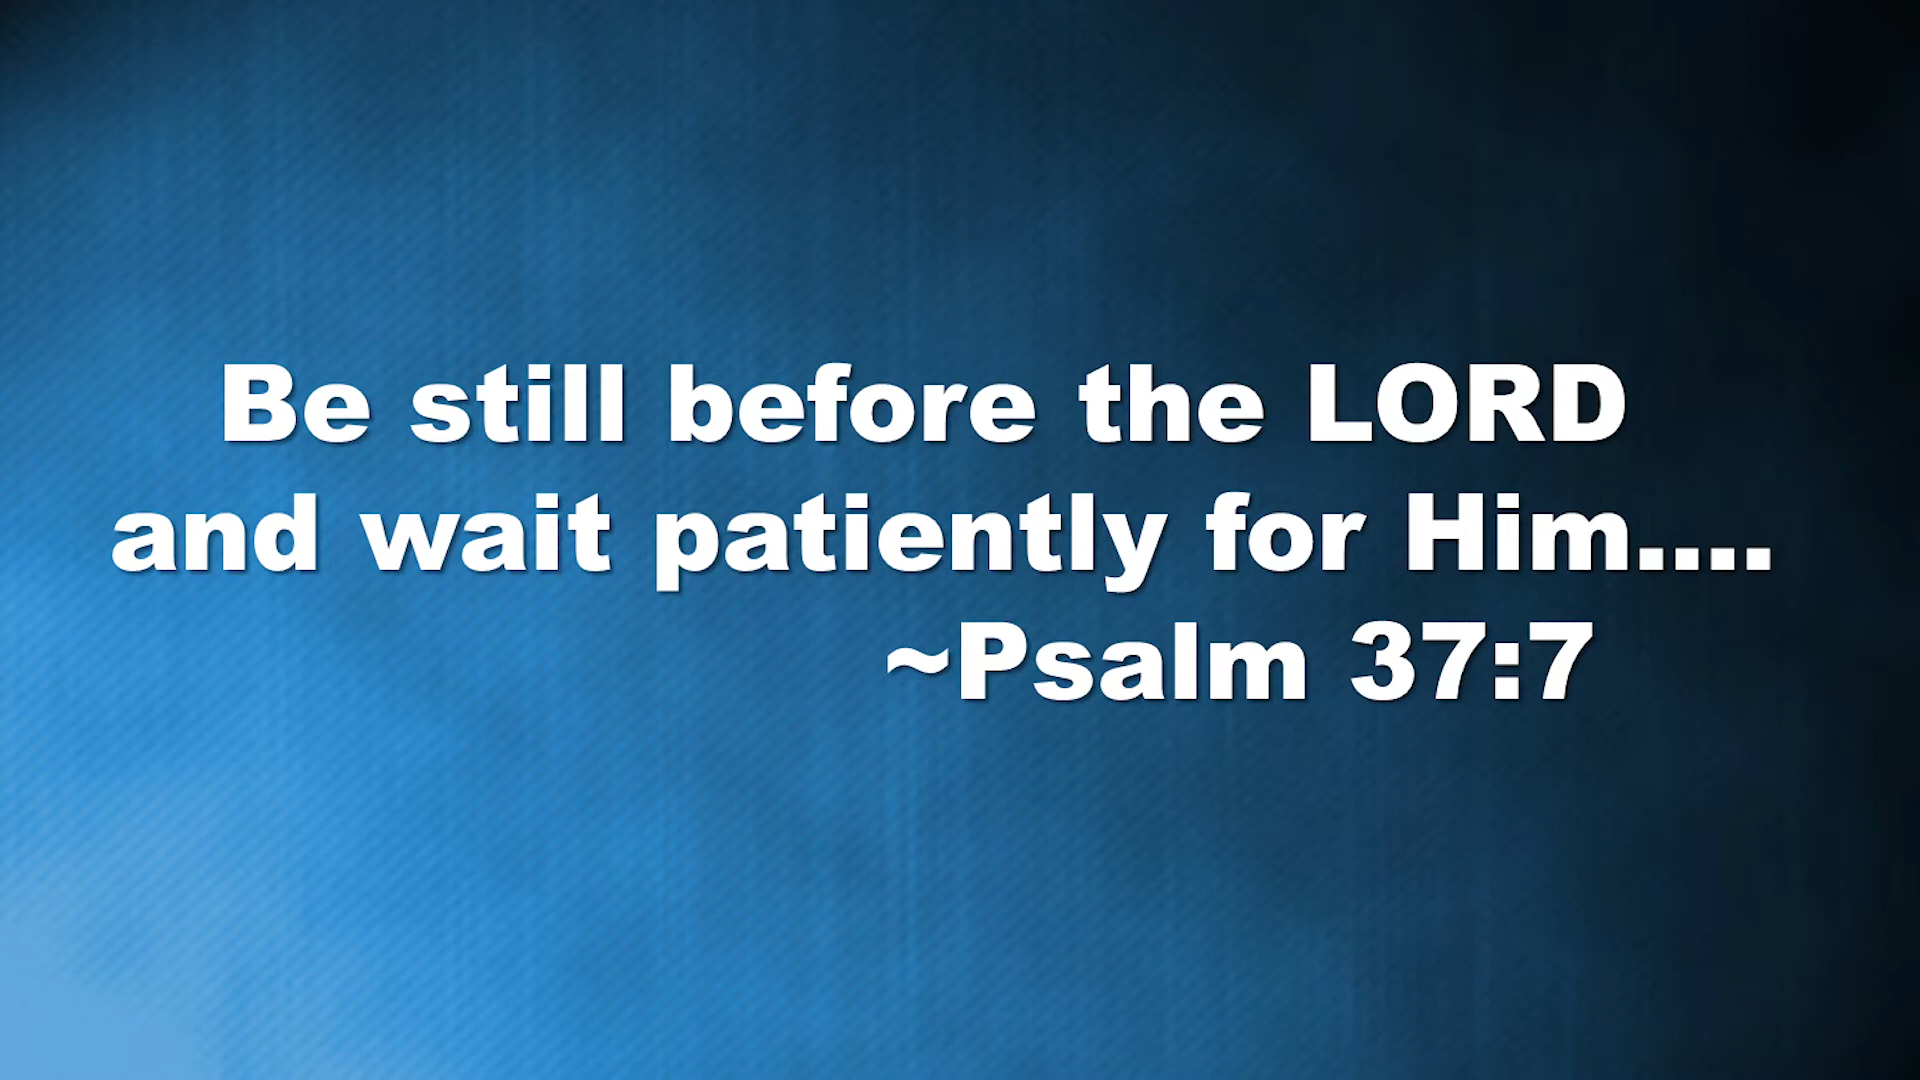 Be still before the LORD
and wait patiently for Him....
~Psalm 37:7